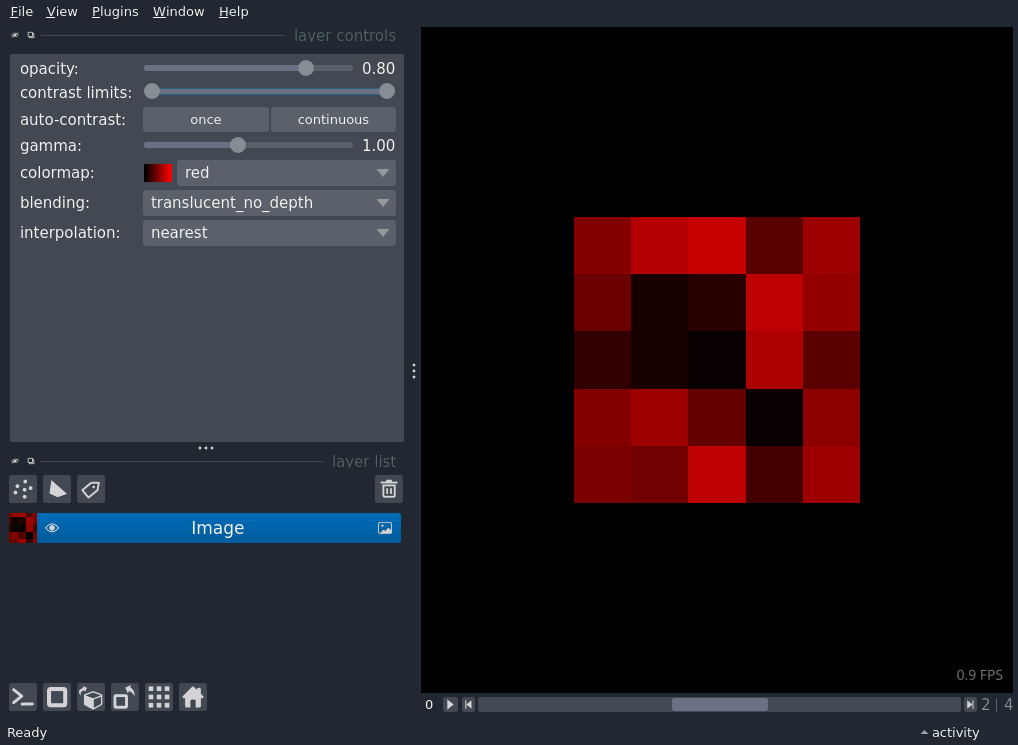 File View Plugins Window Help
layer controls
opacity: 0.80
contrast limits:
auto-contrast: once continuous
gamma: 1.00
colormap: red
blending: translucent_no_depth
interpolation: nearest
layer list
Image
0.9 FPS
0 2 | 4
Ready activity